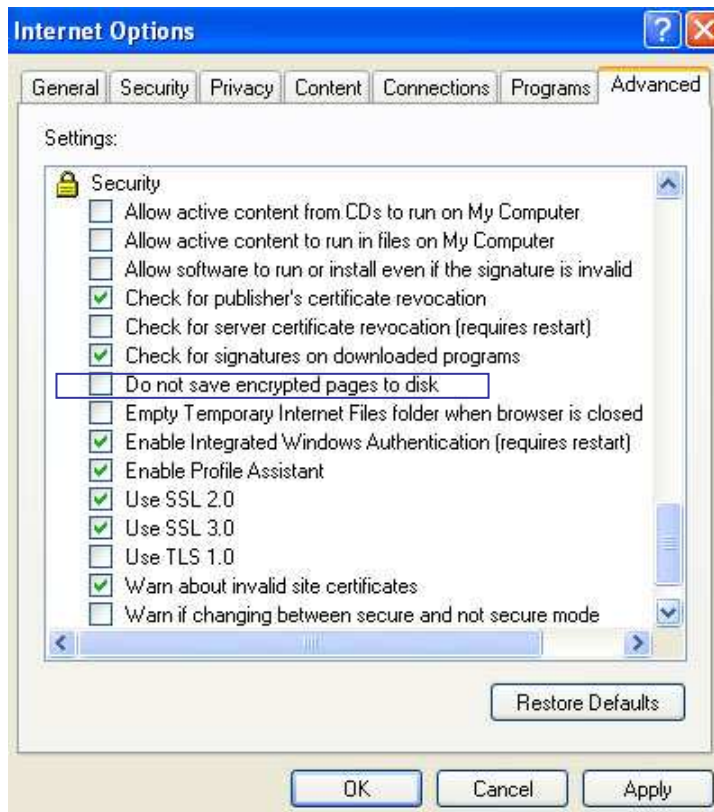 Internet Options
General Security Privacy Content Connections Programs Advanced
Settings:
Security
Allow active content from CDs to run on My Computer
Allow active content to run in files on My Computer
Allow software to run or install even if the signature is invalid
Check for publisher's certificate revocation
Check for server certificate revocation (requires restart)
Check for signatures on downloaded programs
Do not save encrypted pages to disk
Empty Temporary Internet Files folder when browser is closed
Enable Integrated Windows Authentication (requires restart)
Enable Profile Assistant
Use SSL 2.0
Use SSL 3.0
Use TLS 1.0
Warn about invalid site certificates
Warn if changing between secure and not secure mode
Restore Defaults
OK Cancel Apply